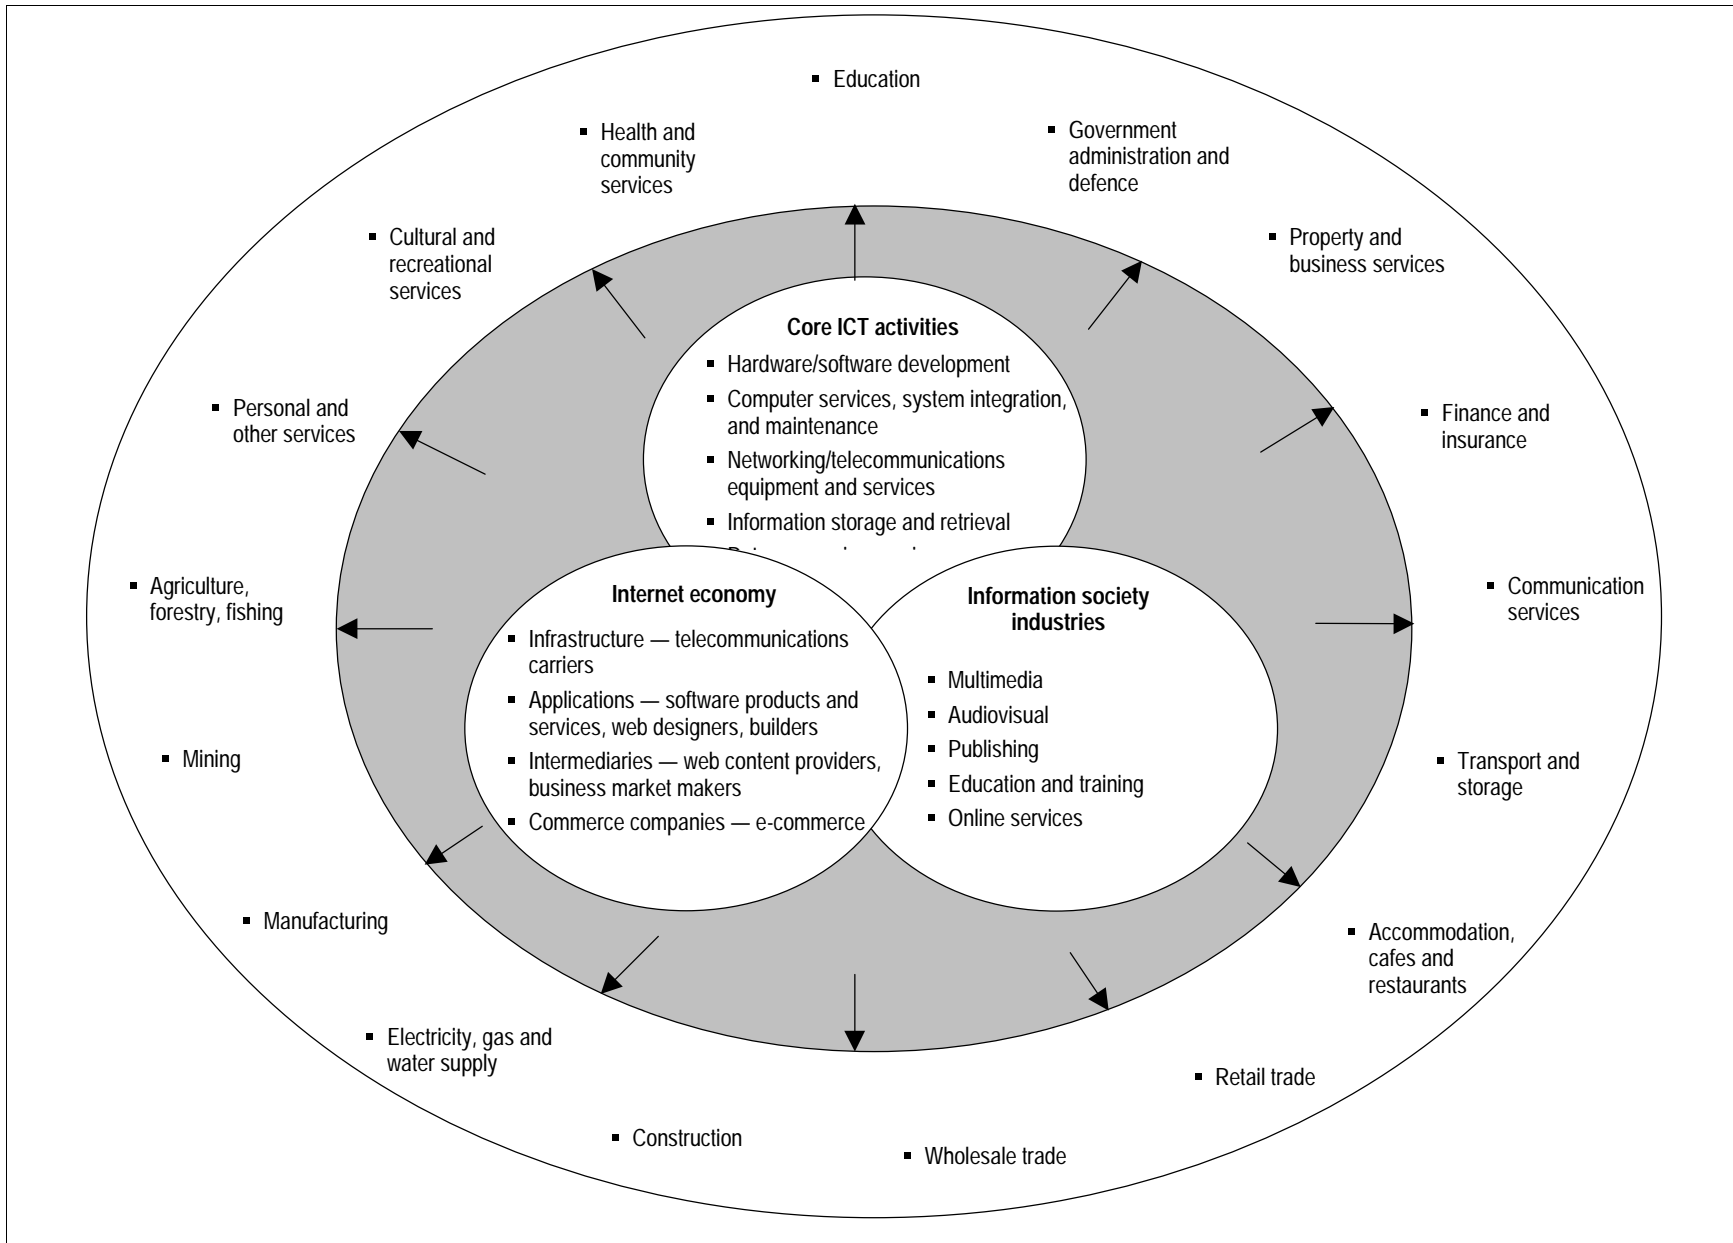 Education
Health and
community
services
Government
administration and
defence
Cultural and
recreational
services
Property and
business services
Core ICT activities
Hardware/software development
Computer services, system integration,
and maintenance
Networking/telecommunications
equipment and services
Information storage and retrieval
Personal and
other services
Finance and
insurance
Internet economy
Infrastructure — telecommunications
carriers
Applications — software products and
services, web designers, builders
Intermediaries — web content providers,
business market makers
Commerce companies — e-commerce
Information society
industries
Multimedia
Audiovisual
Publishing
Education and training
Online services
Agriculture,
forestry, fishing
Communication
services
Mining
Transport and
storage
Manufacturing
Accommodation,
cafes and
restaurants
Electricity, gas and
water supply
Retail trade
Construction
Wholesale trade